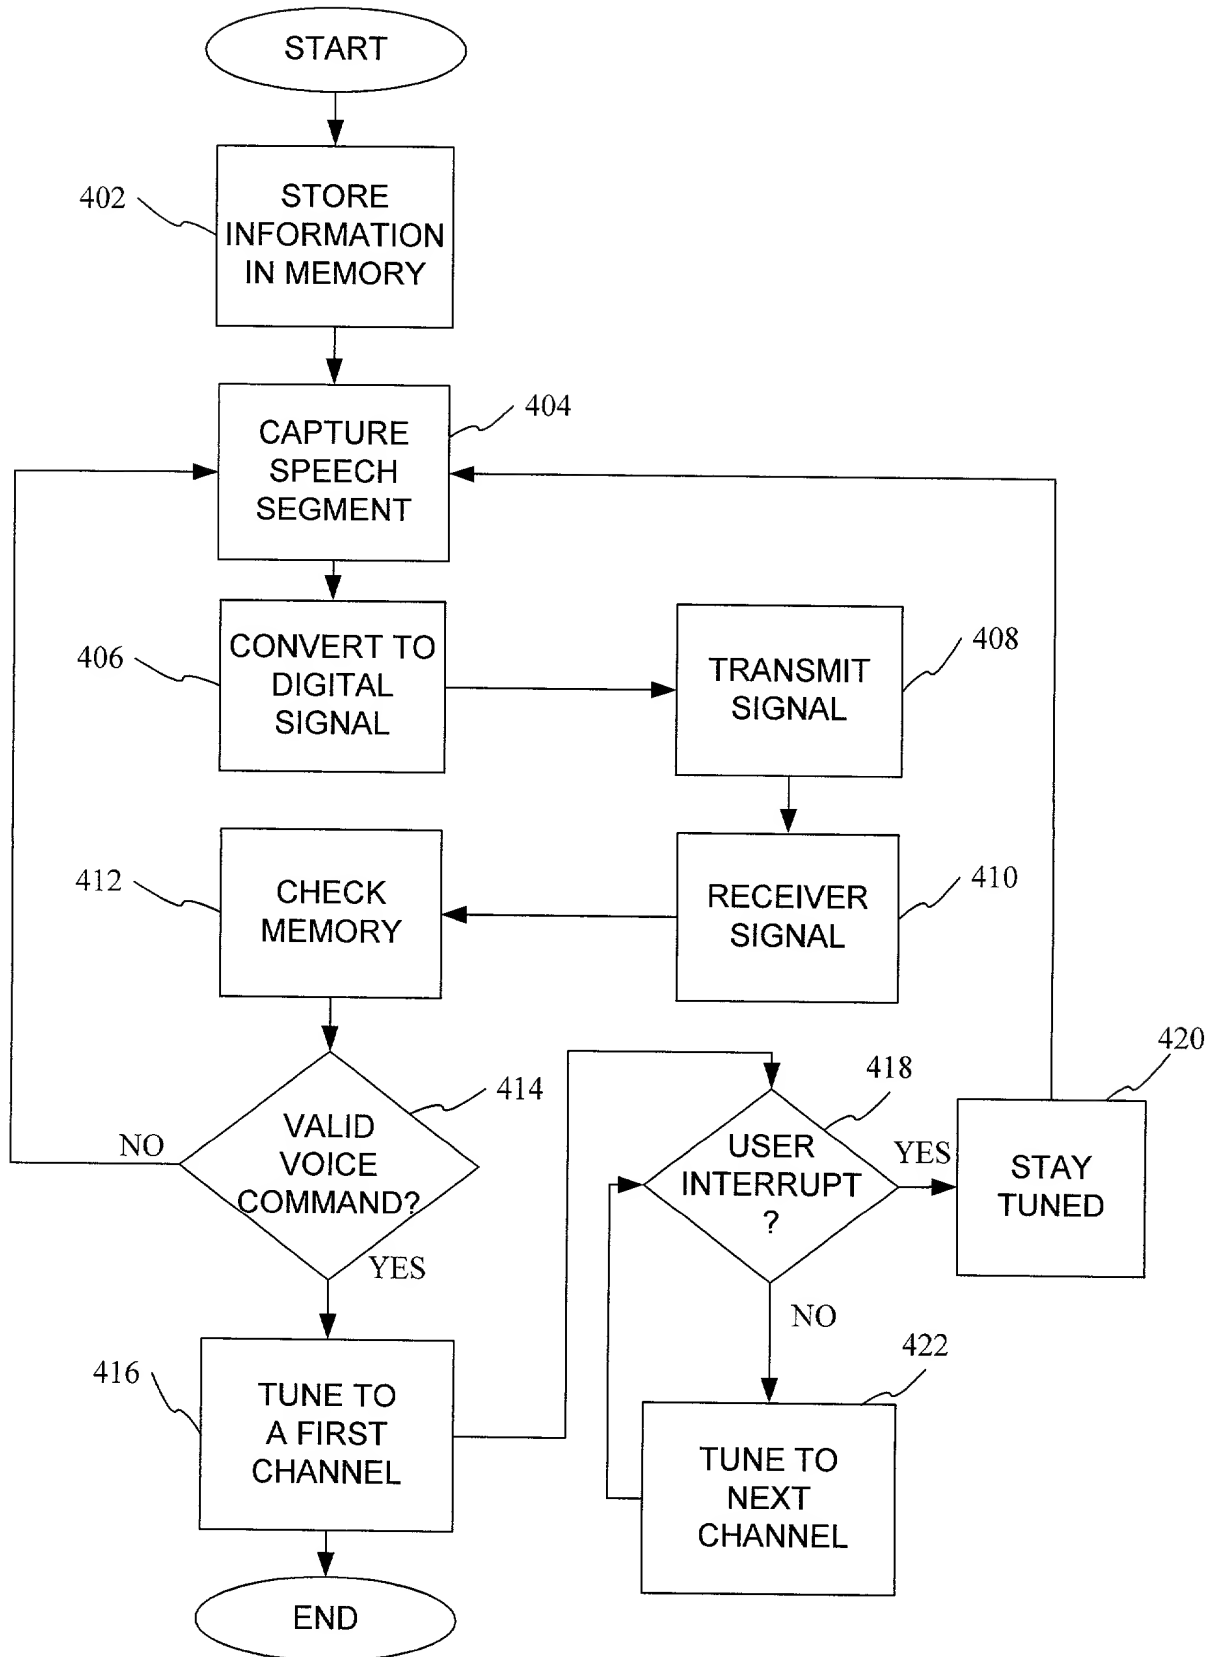 START
402
STORE
INFORMATION
IN MEMORY
404
CAPTURE
SPEECH
SEGMENT
406
CONVERT TO
DIGITAL
SIGNAL
408
TRANSMIT
SIGNAL
410
RECEIVER
SIGNAL
412
CHECK
MEMORY
414
VALID
VOICE
COMMAND?
NO
YES
416
TUNE TO
A FIRST
CHANNEL
END
418
USER
INTERRUPT
?
YES
NO
420
STAY
TUNED
422
TUNE TO
NEXT
CHANNEL